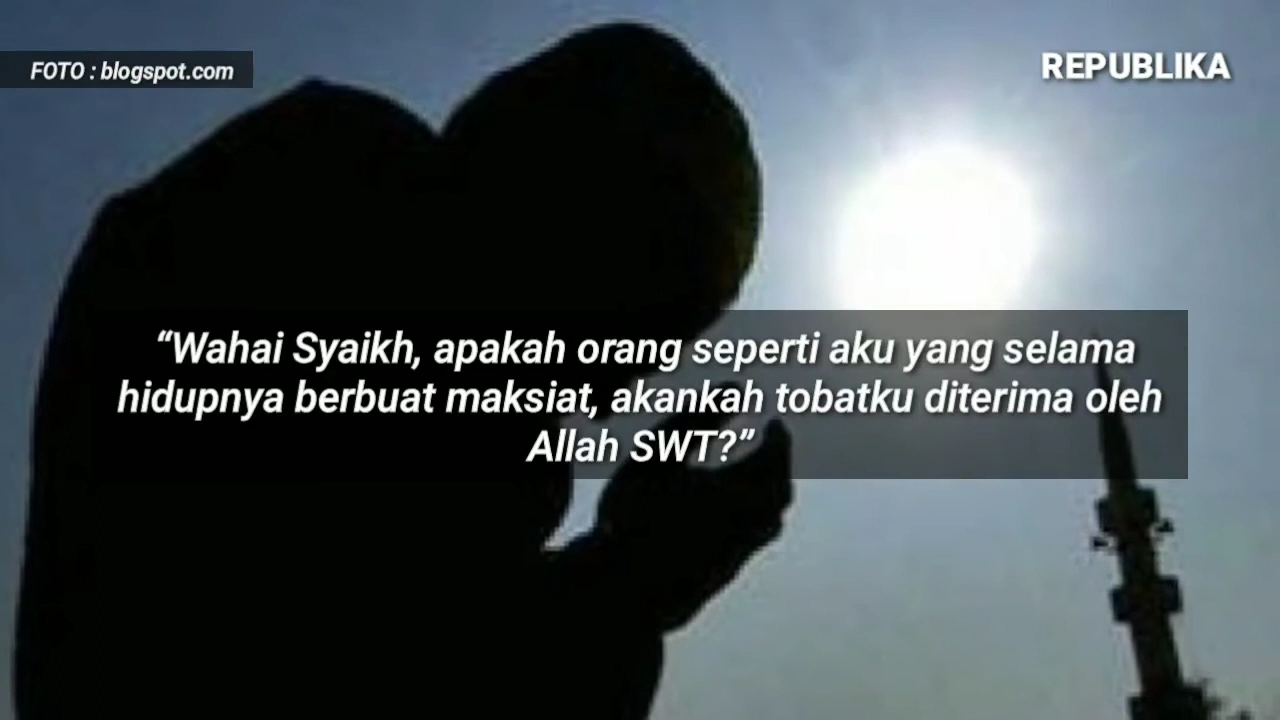 FOTO : blogspot.com
REPUBLIKA
“Wahai Syaikh, apakah orang seperti aku yang selama
hidupnya berbuat maksiat, akankah tobatku diterima oleh
Allah SWT?”